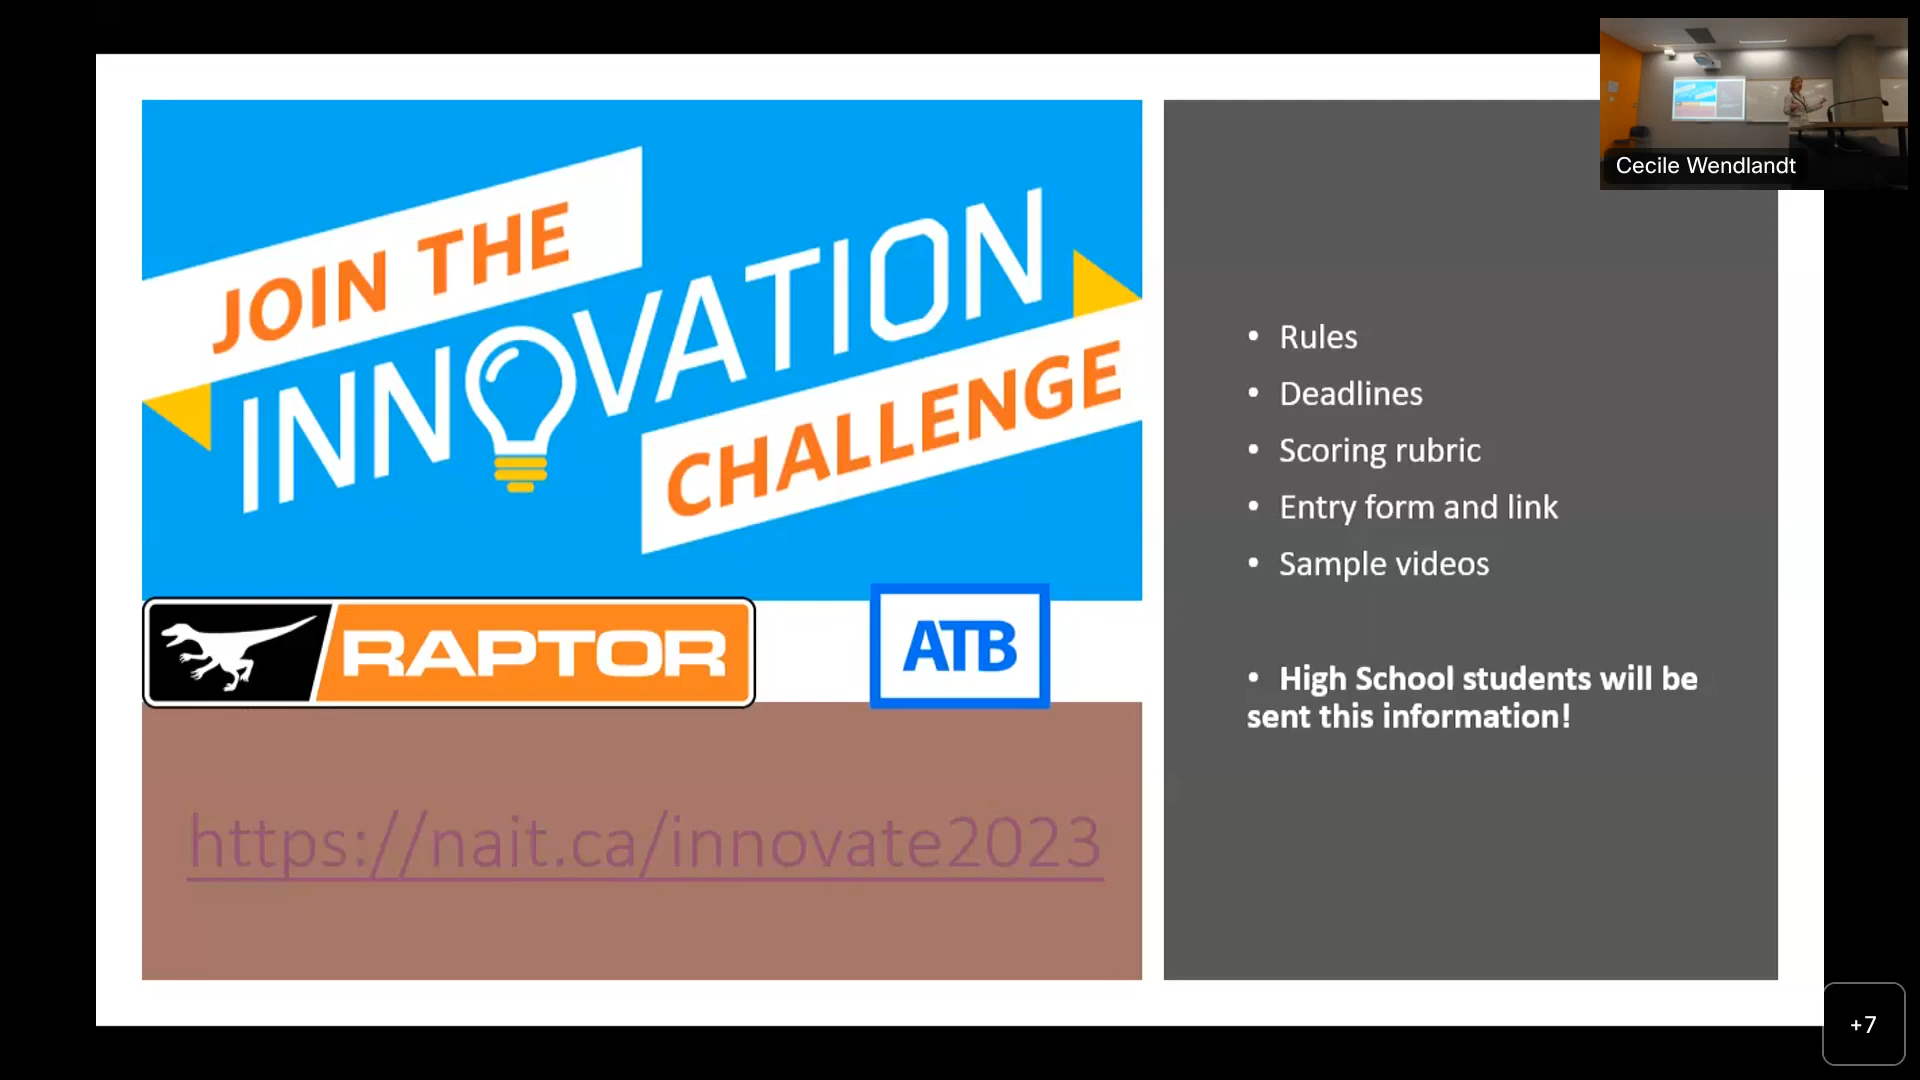 JOIN THE
INNOVATION
CHALLENGE
RAPTOR
ATB
https://nait.ca/innovate2023
• Rules
• Deadlines
• Scoring rubric
• Entry form and link
• Sample videos
• High School students will be
sent this information!
Cecile Wendlandt
+7